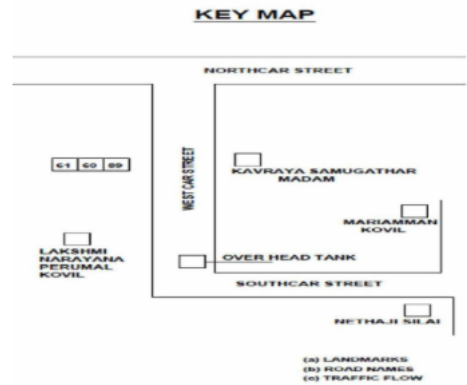 KEY MAP
NORTHCAR STREET
WEST CAR STREET
61 60 89
KAVRAYA SAMUGATHAR
MADAM
MARIAMMAN
KOVIL
LAKSHMI
NARAYANA
PERUMAL
KOVIL
OVER HEAD TANK
SOUTHCAR STREET
NETHAJI SILAI
(a) LANDMARKS
(b) ROAD NAMES
(c) TRAFFIC FLOW